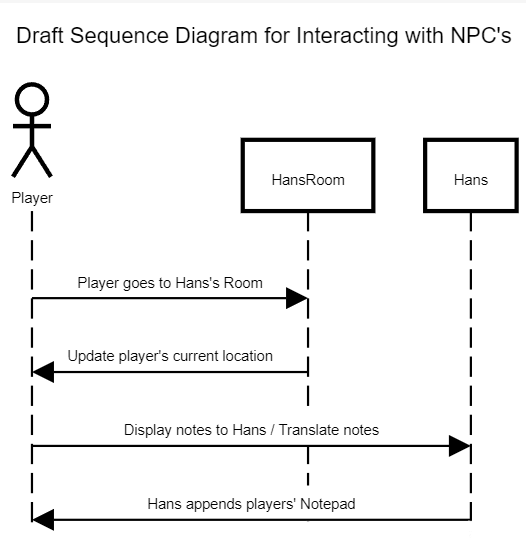 Draft Sequence Diagram for Interacting with NPC's
Player
HansRoom
Hans
Player goes to Hans's Room
Update player's current location
Display notes to Hans / Translate notes
Hans appends players' Notepad